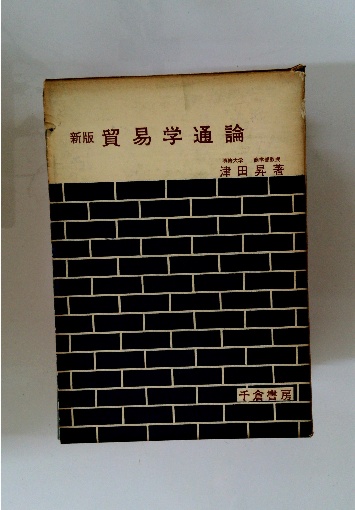 新版 貿易学通論
津田昇著
千倉書房